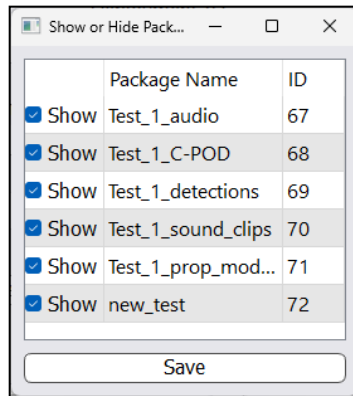 Show or Hide Pack...
Package Name ID
Show Test_1_audio 67
Show Test_1_C-POD 68
Show Test_1_detections 69
Show Test_1_sound_clips 70
Show Test_1_prop_mod... 71
Show new_test 72
Save